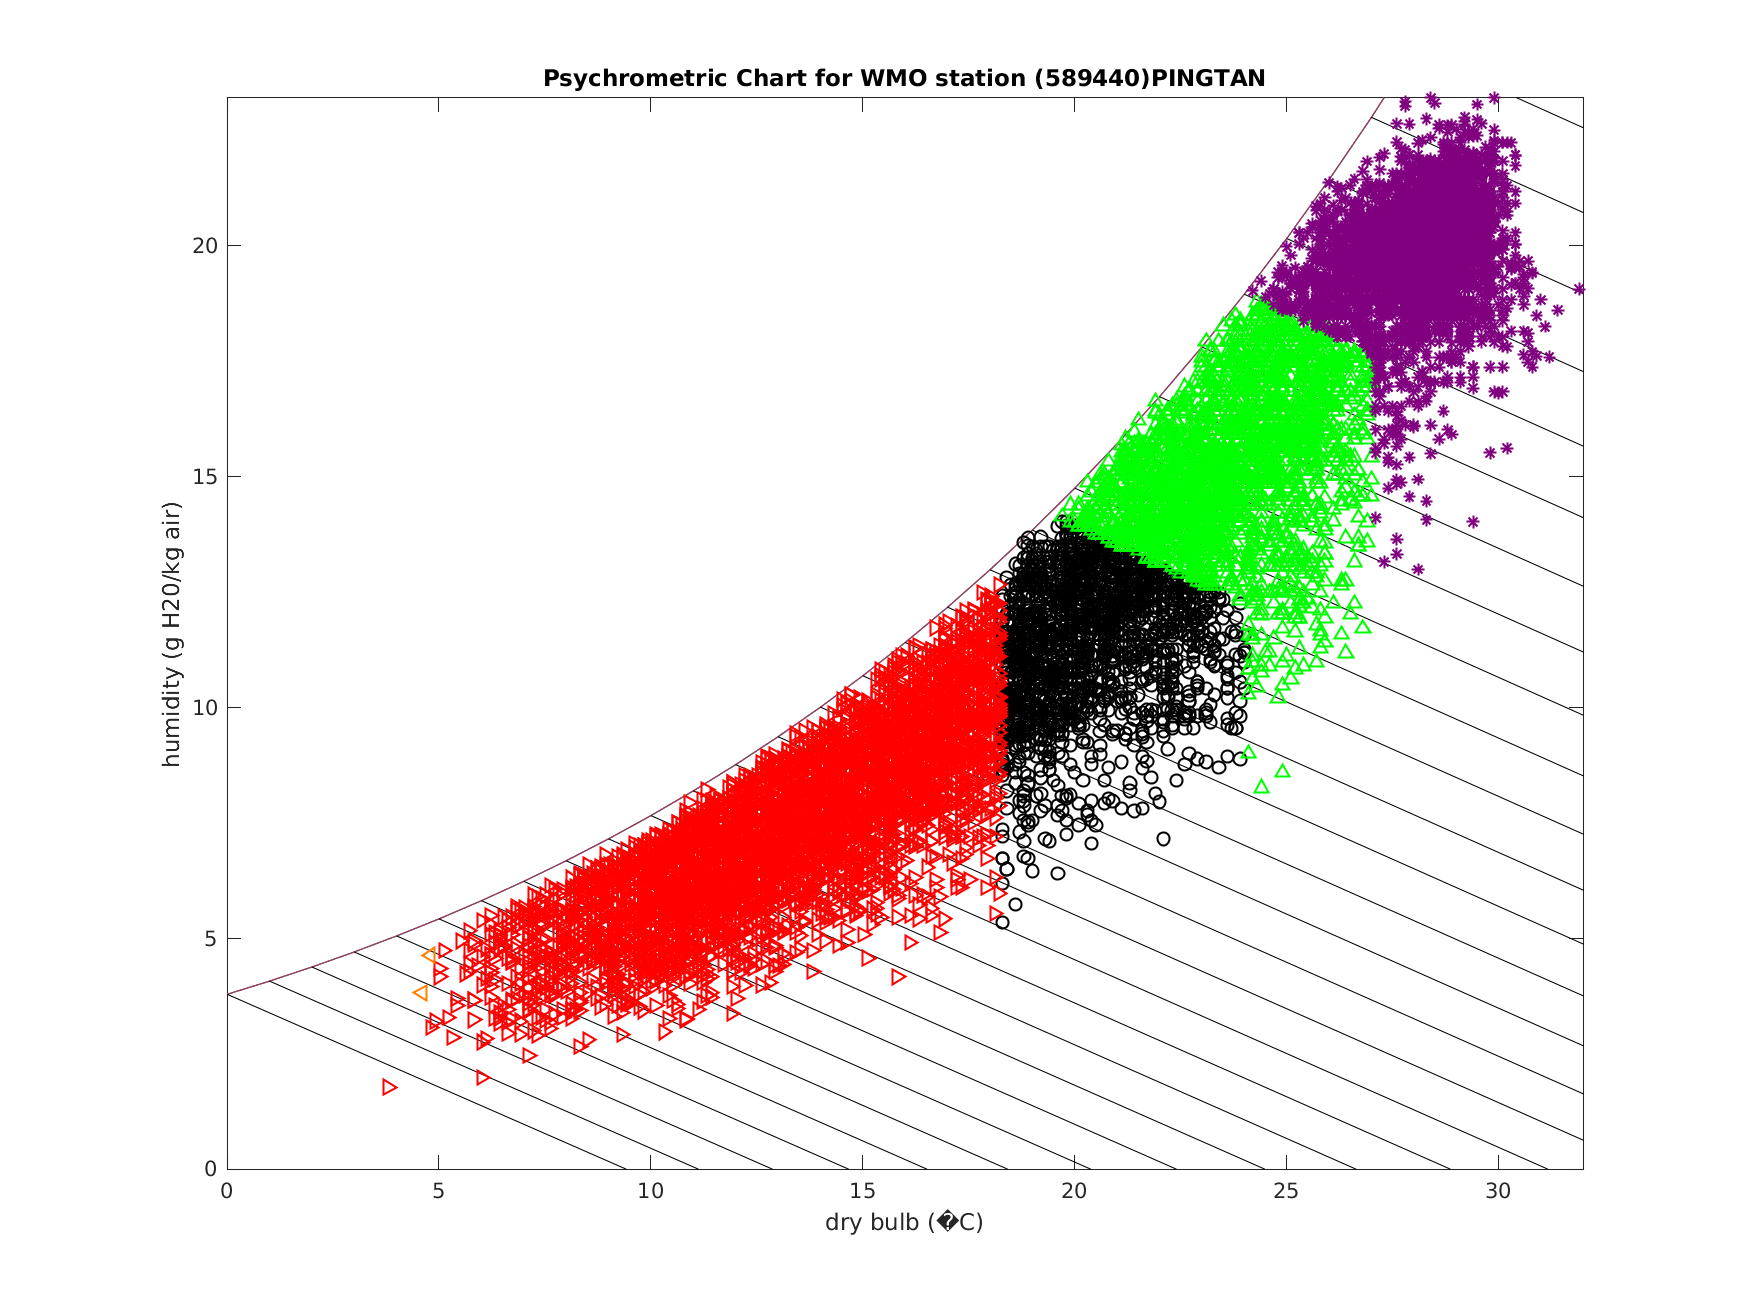 Psychrometric Chart for WMO station (589440)PINGTAN
humidity (g H20/kg air)
20
15
10
5
0
0 5 10 15 20 25 30
dry bulb (�C)